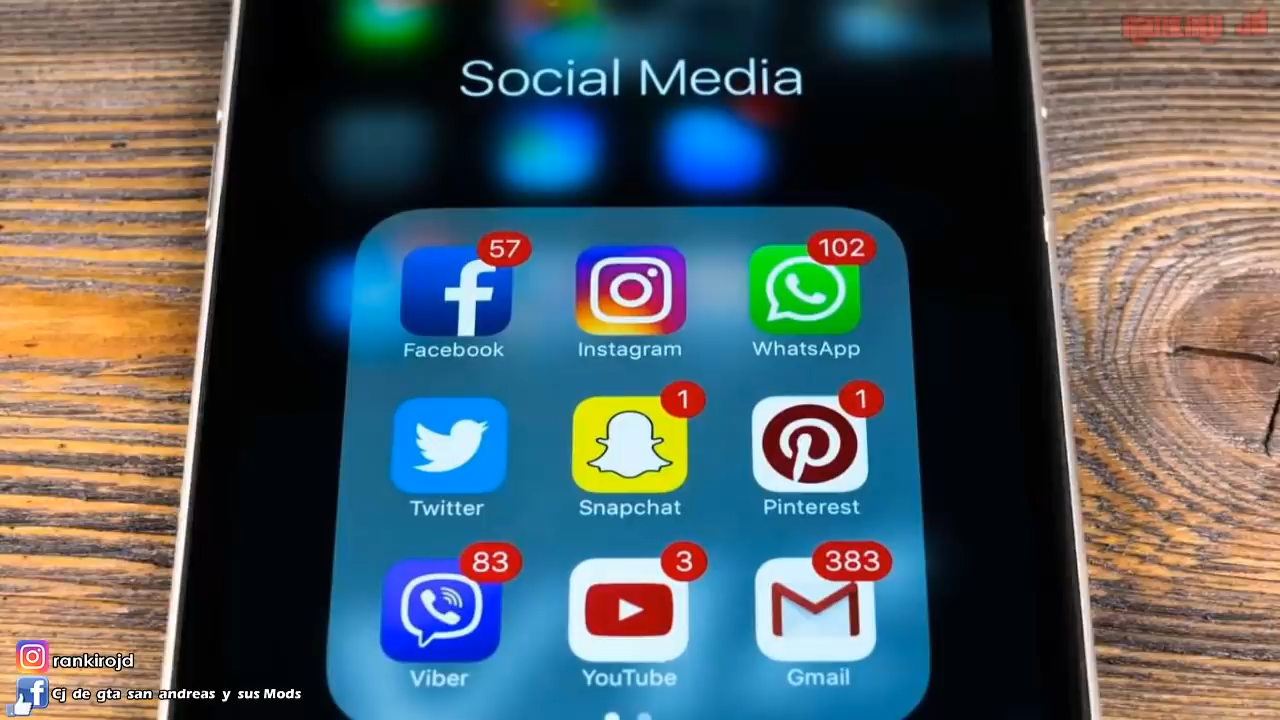 Social Media
57
102
Facebook
Instagram
WhatsApp
1
1
Twitter
Snapchat
Pinterest
83
3
383
Viber
YouTube
Gmail
rankirojd
Cj de gta san andreas y sus Mods